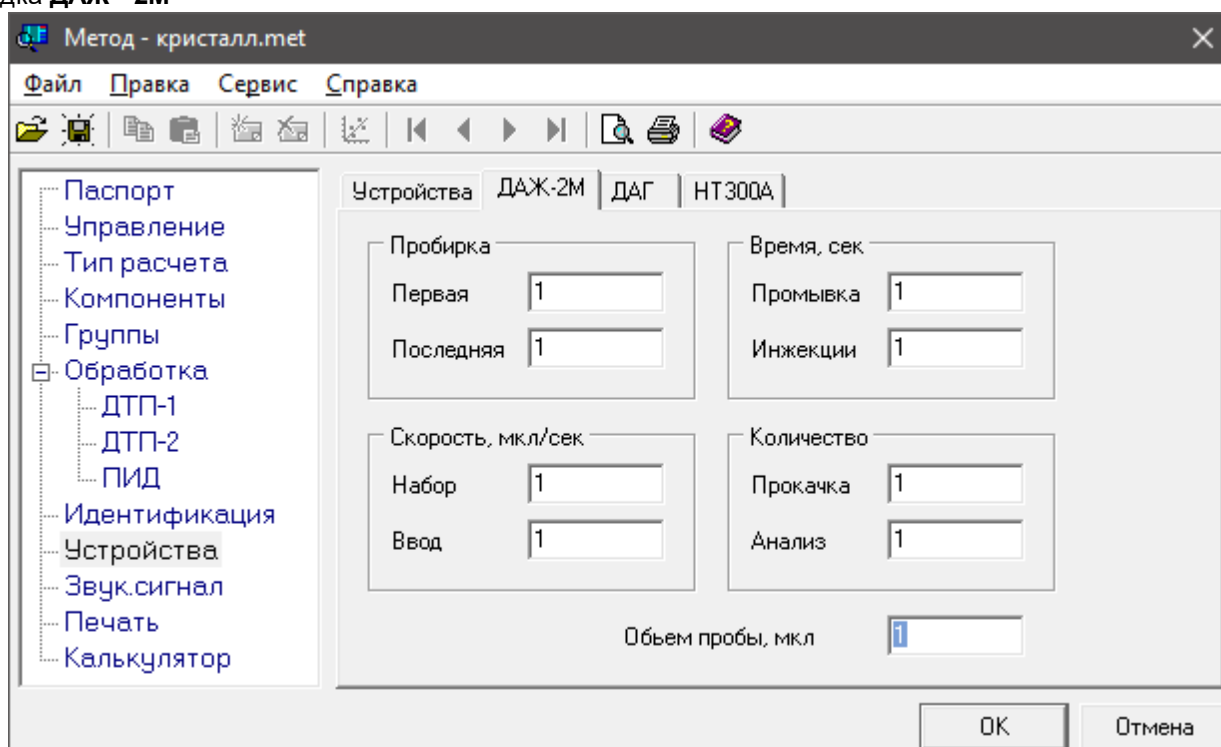 дка ДАЖ - 2М
Метод - кристалл.met
Файл Правка Сервис Справка
Паспорт
Управление
Тип расчета
Компоненты
Группы
Обработка
ДТП-1
ДТП-2
ПИД
Идентификация
Устройства
Звук.сигнал
Печать
Калькулятор
Устройства ДАЖ-2М ДАГ НТ300А
Пробирка
Первая 1
Последняя 1
Время, сек
Промывка 1
Инжекции 1
Скорость, мкл/сек
Набор 1
Ввод 1
Количество
Прокачка 1
Анализ 1
Обьем пробы, мкл 1
OK Отмена